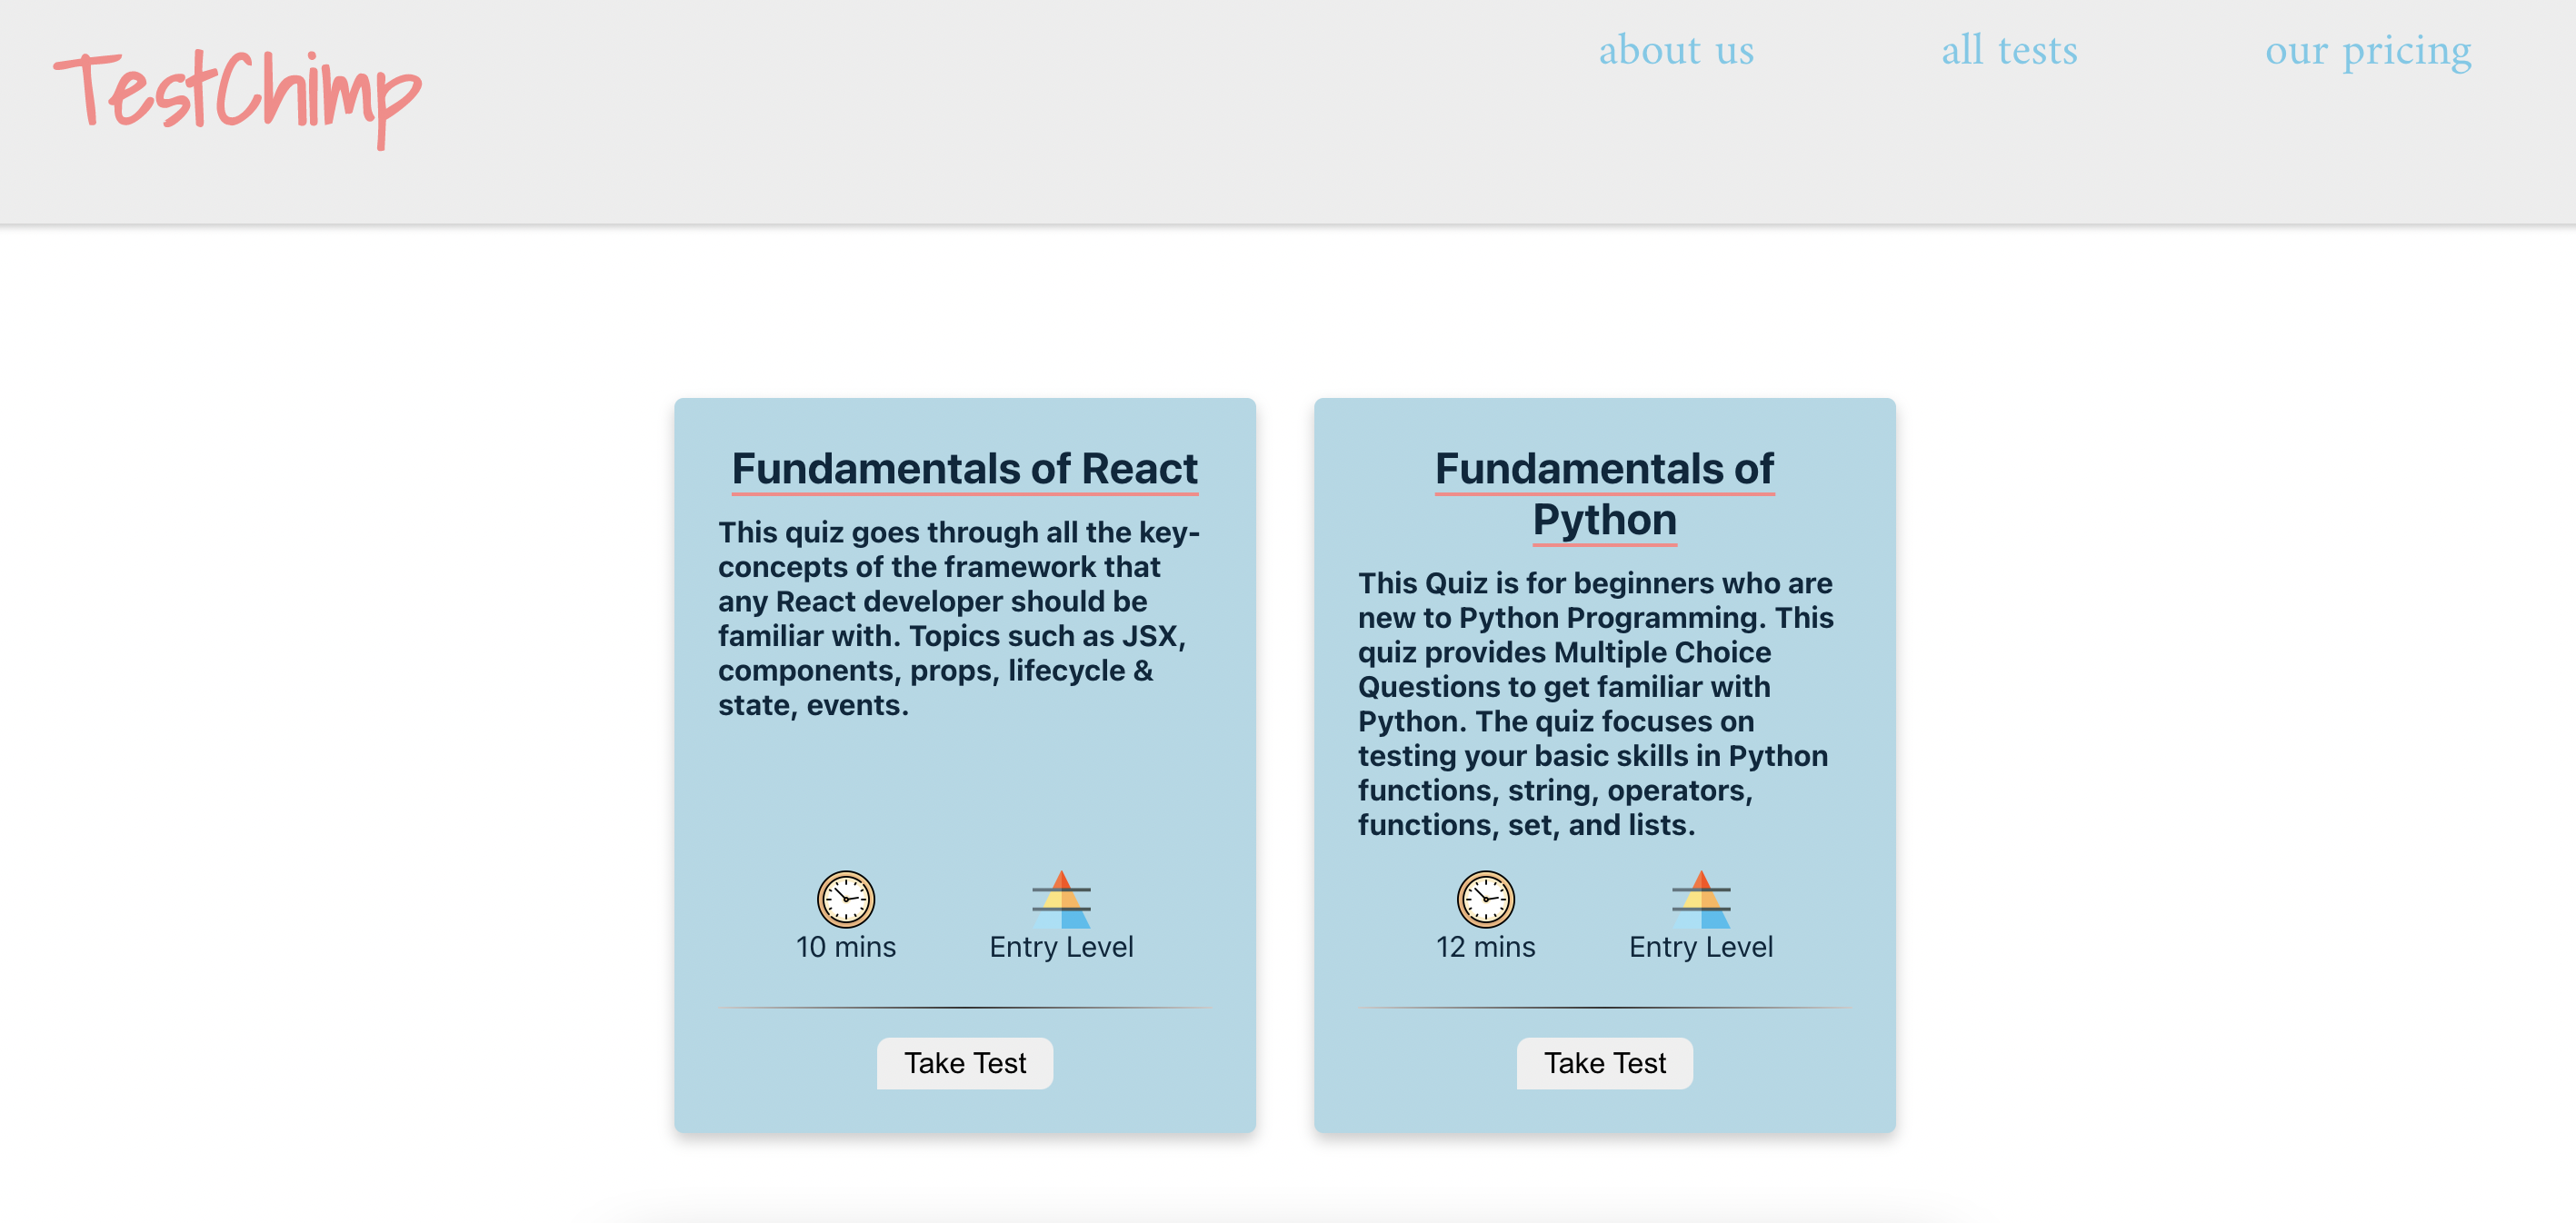 TestChimp
about us
all tests
our pricing
Fundamentals of React
This quiz goes through all the key-
concepts of the framework that
any React developer should be
familiar with. Topics such as JSX,
components, props, lifecycle &
state, events.
10 mins
Entry Level
Take Test
Fundamentals of
Python
This Quiz is for beginners who are
new to Python Programming. This
quiz provides Multiple Choice
Questions to get familiar with
Python. The quiz focuses on
testing your basic skills in Python
functions, string, operators,
functions, set, and lists.
12 mins
Entry Level
Take Test